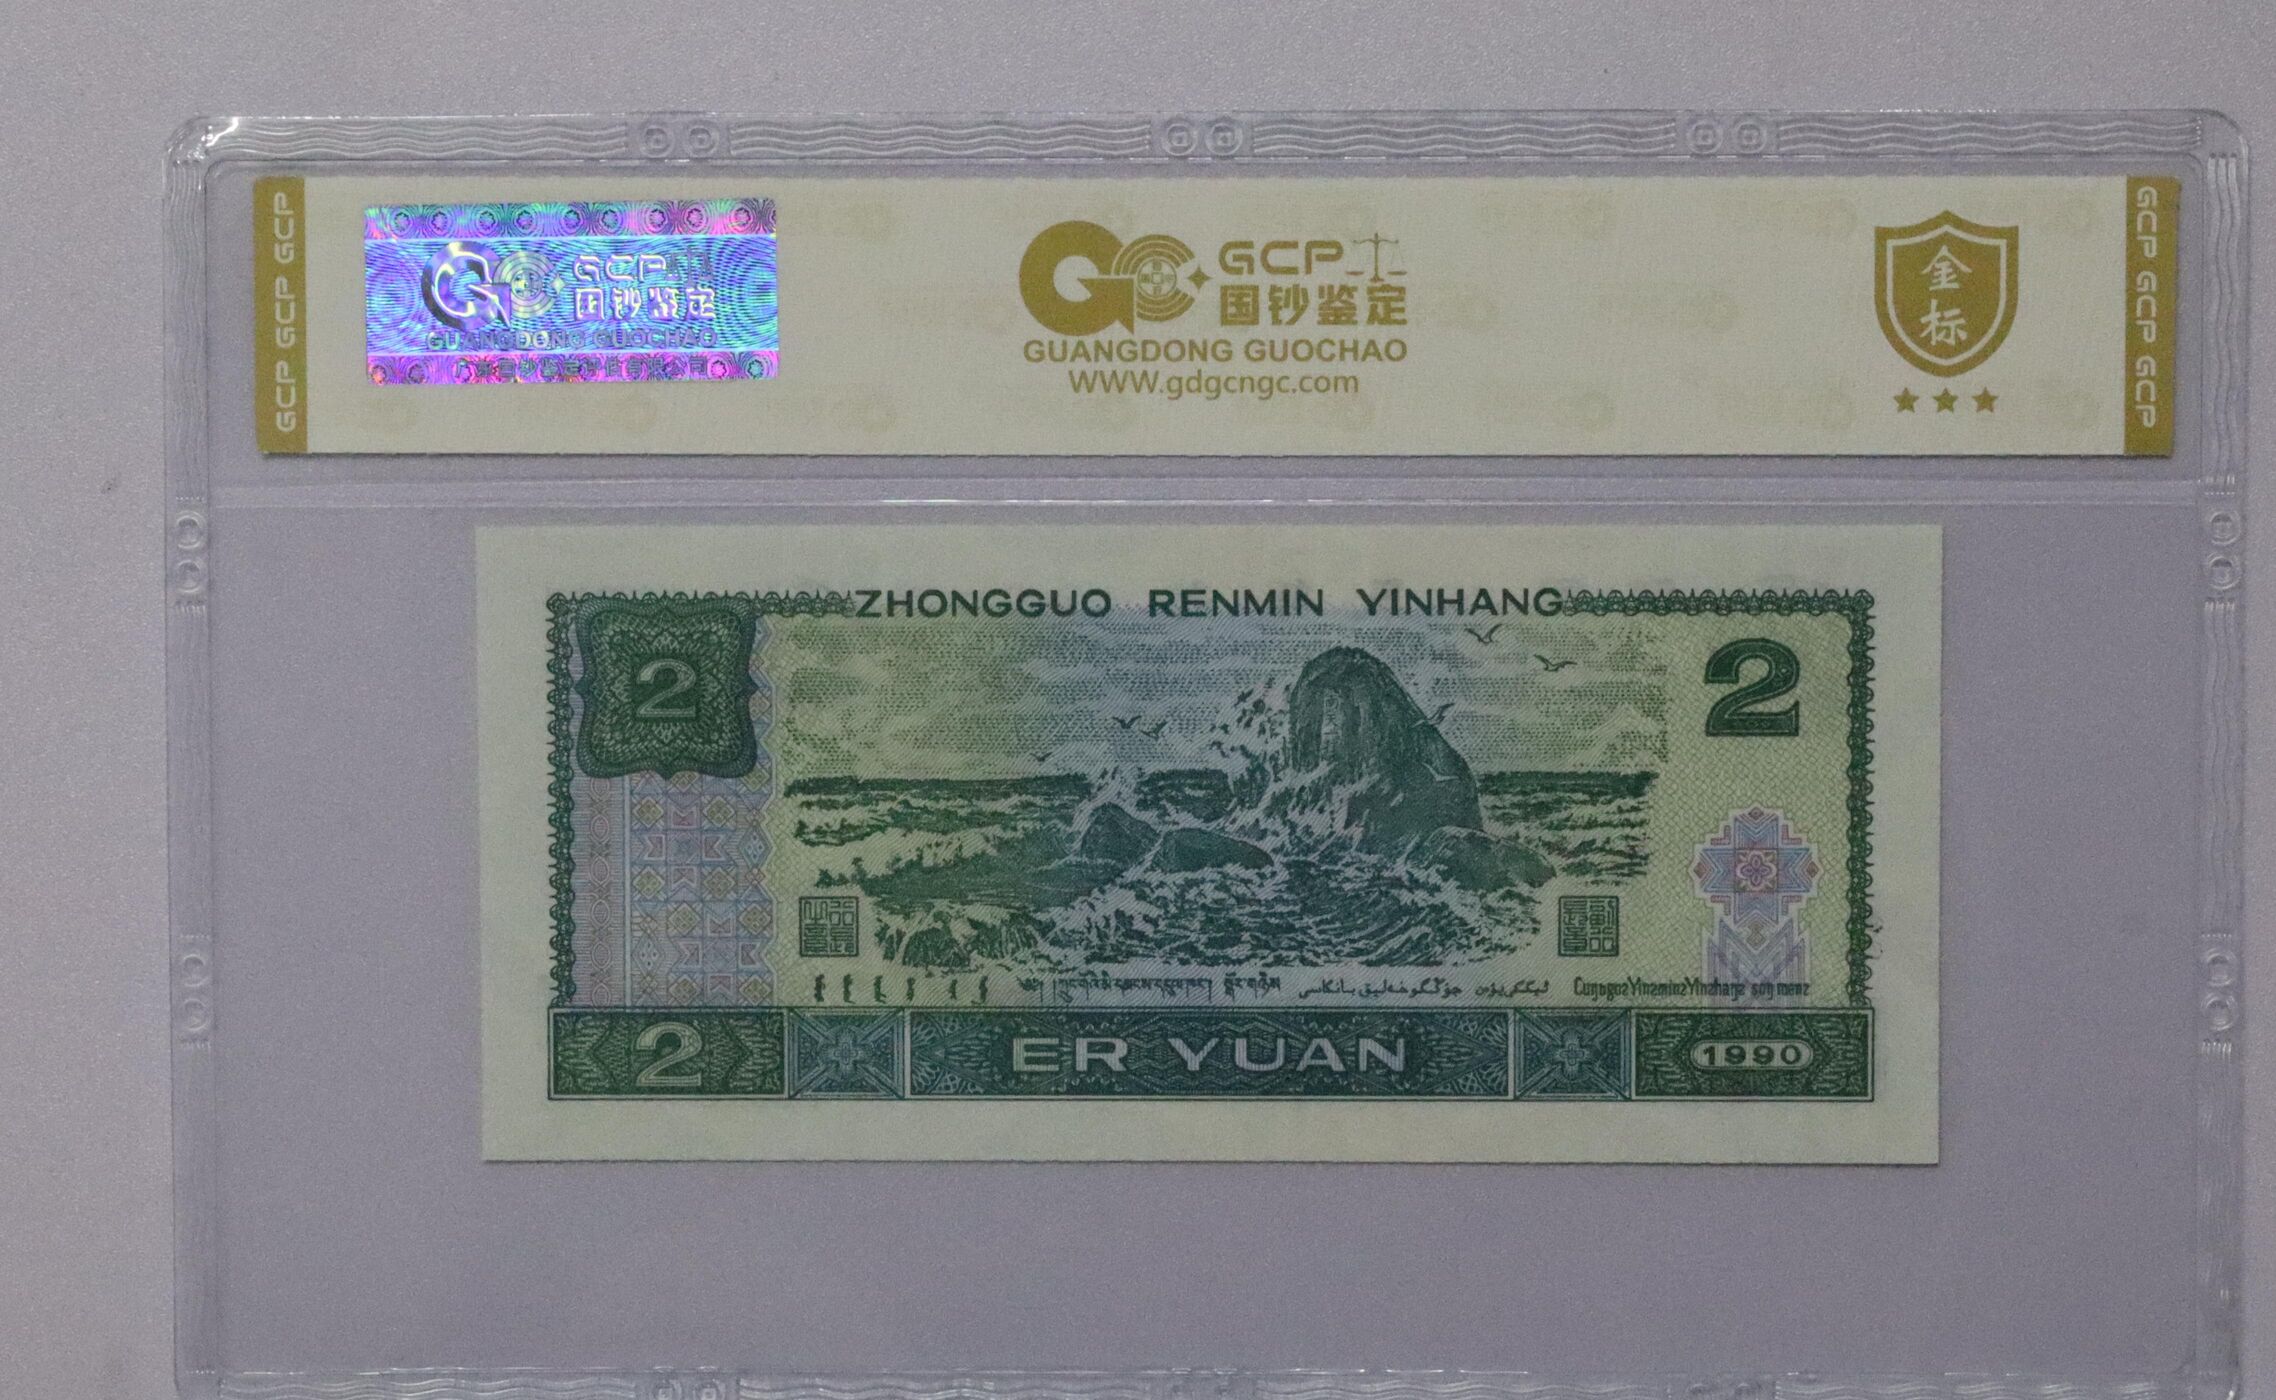 GCP GCP GCP
GCP
国钞鉴定
GUANGDONG GUOCHAO
GCP
国钞鉴定
GUANGDONG GUOCHAO
WWW.gdgcngc.com
金
标
GCP GCP GCP
ZHONGGUO RENMIN YINHANG
2
2
2
ER YUAN
1990